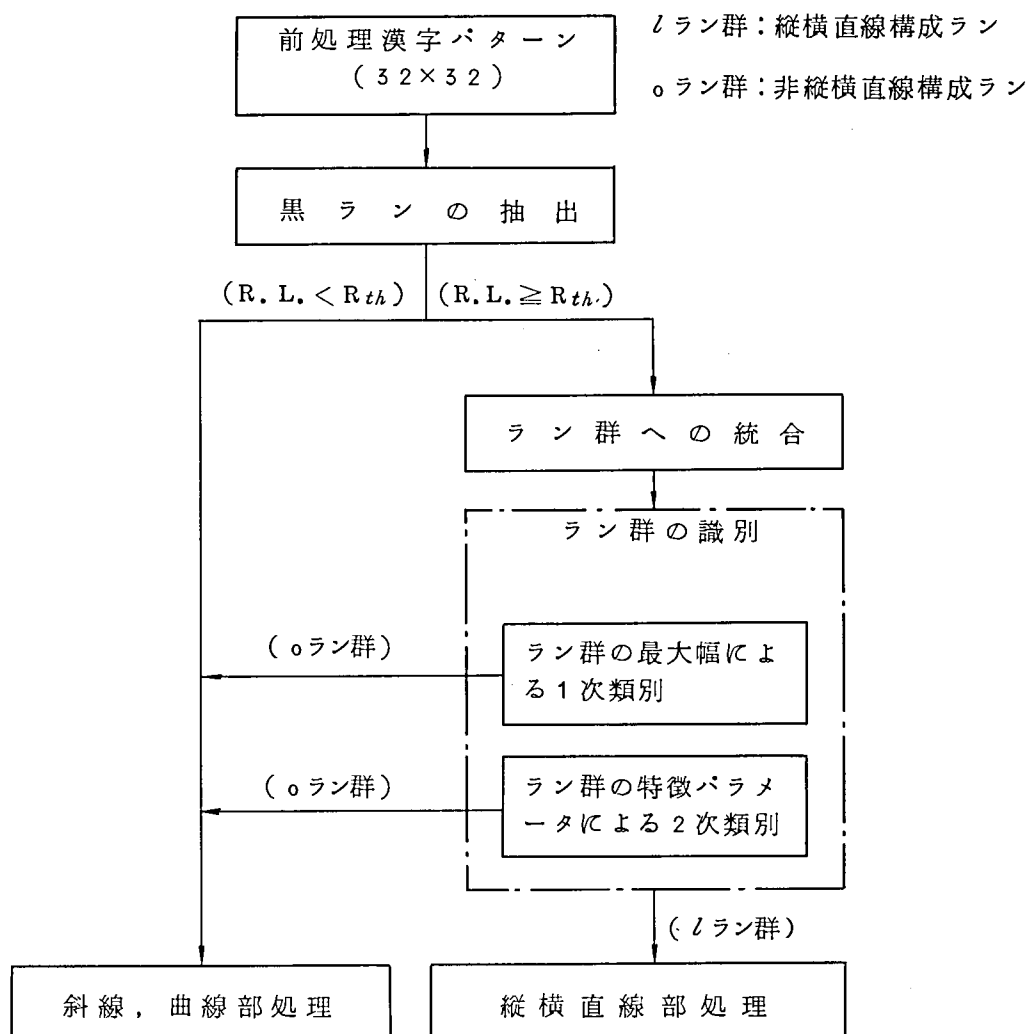 前処理漢字パターン
(32×32)
lラン群：縦横直線構成ラン
oラン群：非縦横直線構成ラン
黒ランの抽出
(R.L.<Rth) (R.L.≧Rth)
ラン群への統合
ラン群の識別
(oラン群)
ラン群の最大幅によ
る1次類別
(oラン群)
ラン群の特徴パラメ
ータによる2次類別
(lラン群)
斜線，曲線部処理
縦横直線部処理